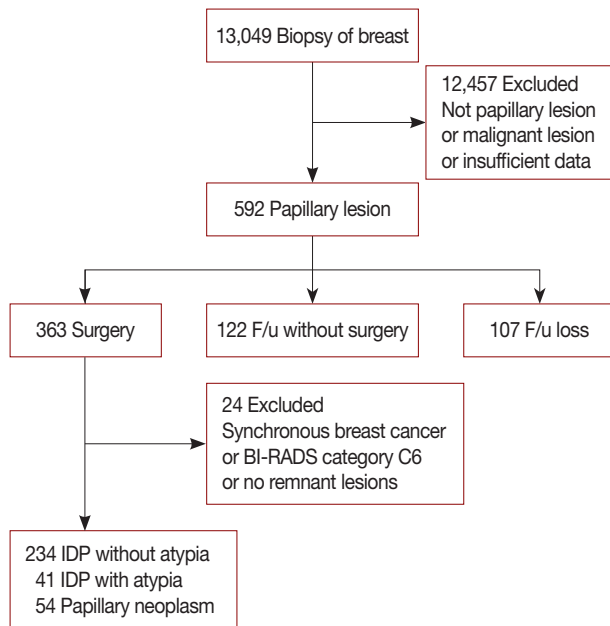 13,049 Biopsy of breast
12,457 Excluded
Not papillary lesion
or malignant lesion
or insufficient data
592 Papillary lesion
363 Surgery
122 F/u without surgery
107 F/u loss
24 Excluded
Synchronous breast cancer
or BI-RADS category C6
or no remnant lesions
234 IDP without atypia
41 IDP with atypia
54 Papillary neoplasm